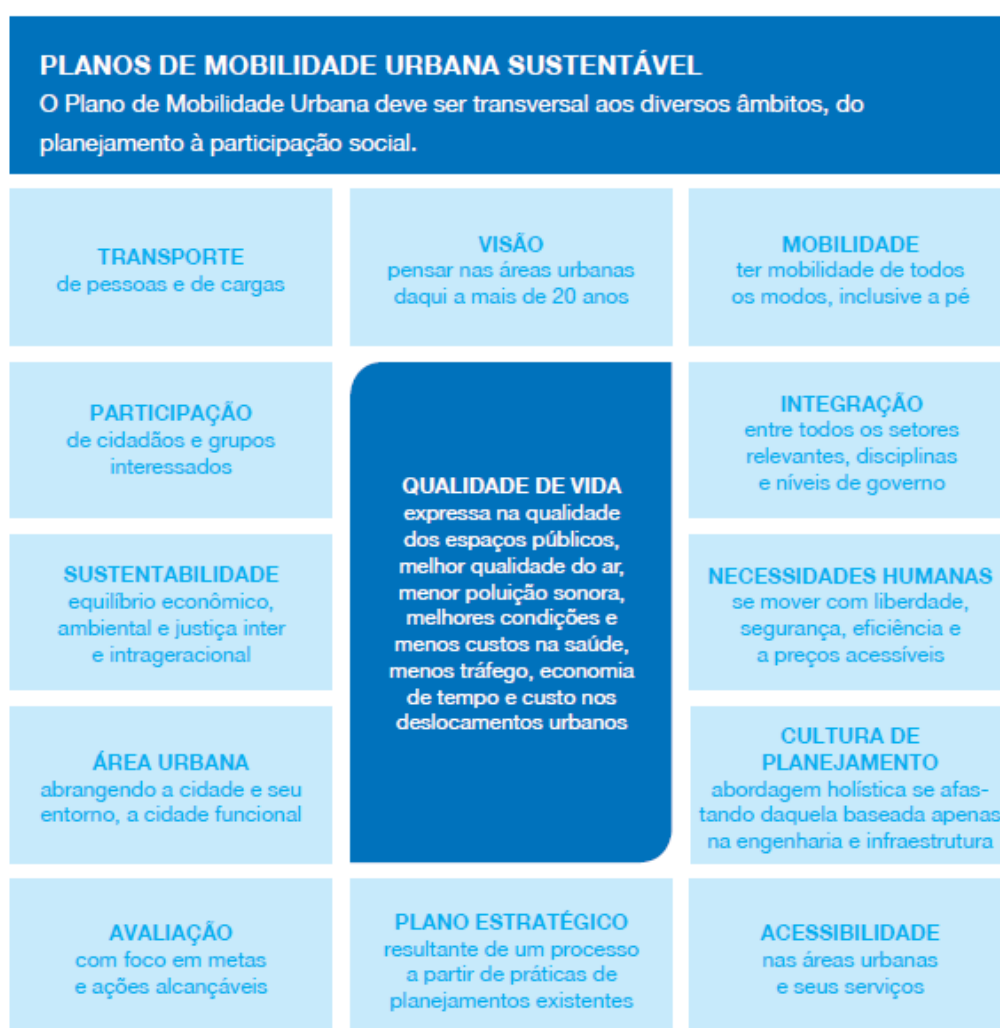 PLANOS DE MOBILIDADE URBANA SUSTENTÁVEL
O Plano de Mobilidade Urbana deve ser transversal aos diversos âmbitos, do
planejamento à participação social.
TRANSPORTE
de pessoas e de cargas
VISÃO
pensar nas áreas urbanas
daqui a mais de 20 anos
MOBILIDADE
ter mobilidade de todos
os modos, inclusive a pé
PARTICIPAÇÃO
de cidadãos e grupos
interessados
QUALIDADE DE VIDA
expressa na qualidade
dos espaços públicos,
melhor qualidade do ar,
menor poluição sonora,
melhores condições e
menos custos na saúde,
menos tráfego, economia
de tempo e custo nos
deslocamentos urbanos
INTEGRAÇÃO
entre todos os setores
relevantes, disciplinas
e níveis de governo
SUSTENTABILIDADE
equilíbrio econômico,
ambiental e justiça inter
e intrageracional
NECESSIDADES HUMANAS
se mover com liberdade,
segurança, eficiência e
a preços acessíveis
ÁREA URBANA
abrangendo a cidade e seu
entorno, a cidade funcional
CULTURA DE
PLANEJAMENTO
abordagem holística se afas-
tando daquela baseada apenas
na engenharia e infraestrutura
AVALIAÇÃO
com foco em metas
e ações alcançáveis
PLANO ESTRATÉGICO
resultante de um processo
a partir de práticas de
planejamentos existentes
ACESSIBILIDADE
nas áreas urbanas
e seus serviços